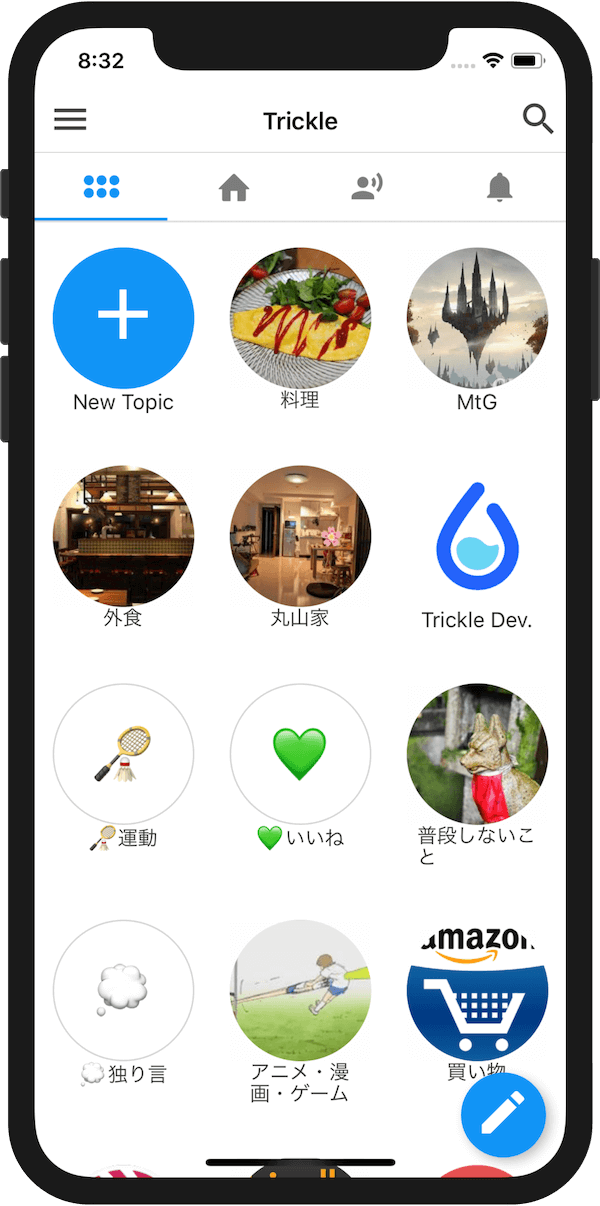 8:32
Trickle
New Topic
料理
MtG
外食
丸山家
Trickle Dev.
🏸運動
💚いいね
普段しないこ
と
amazon
💭独り言
アニメ・漫
画・ゲーム
買い物